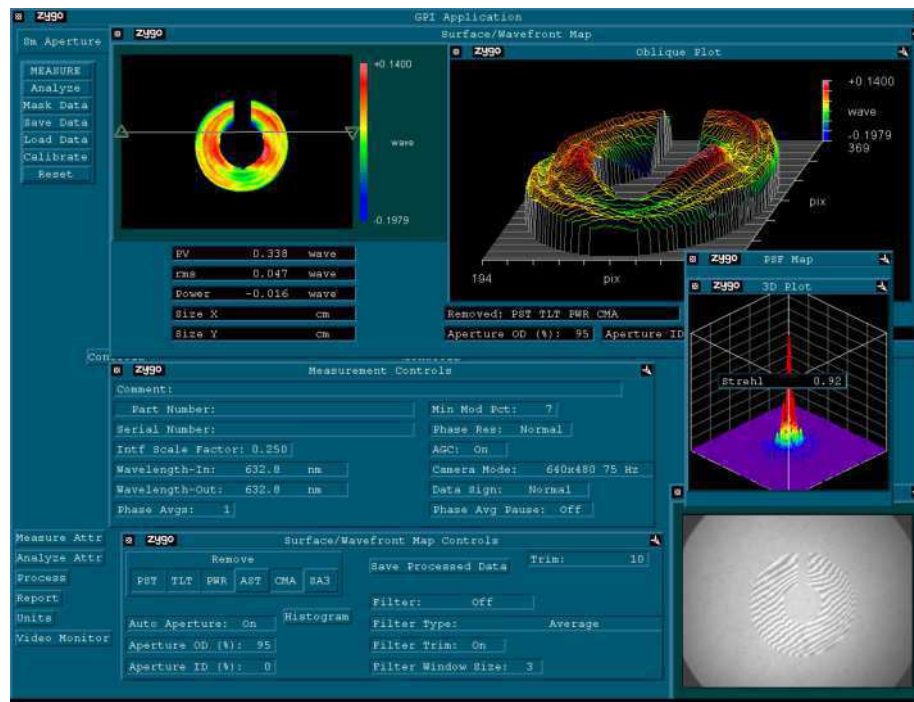 zygo GPI Application
8m Aperture
MEASURE
Analyze
Mask Data
Save Data
Load Data
Calibrate
Reset
zygo Surface/Wavefront Map
+0.1400
wave
-0.1979
PV 0.338 wave
rms 0.047 wave
Power -0.016 wave
Size X cm
Size Y cm
zygo Oblique Plot
+0.1400
wave
-0.1979
369
pix
194
pix
Removed: PST TLT PWR CMA
Aperture OD (%): 95 Aperture ID
zygo PSF Map
zygo 3D Plot
Strehl 0.92
Con
zygo Measurement Controls
Comment:
Part Number:
Serial Number:
Intf Scale Factor: 0.250
Wavelength-In: 632.8 nm
Wavelength-Out: 632.8 nm
Phase Avgs: 1
Min Mod Pct: 7
Phase Res: Normal
AGC: On
Camera Mode: 640x480 75 Hz
Data Sign: Normal
Phase Avg Pause: Off
Measure Attr
Analyze Attr
Process
Report
Units
Video Monitor
zygo Surface/Wavefront Map Controls
Remove
PST TLT PWR AST CMA SA3
Auto Aperture: On
Histogram
Aperture OD (%): 95
Aperture ID (%): 0
Save Processed Data
Trim: 10
Filter: Off
Filter Type: Average
Filter Trim: On
Filter Window Size: 3